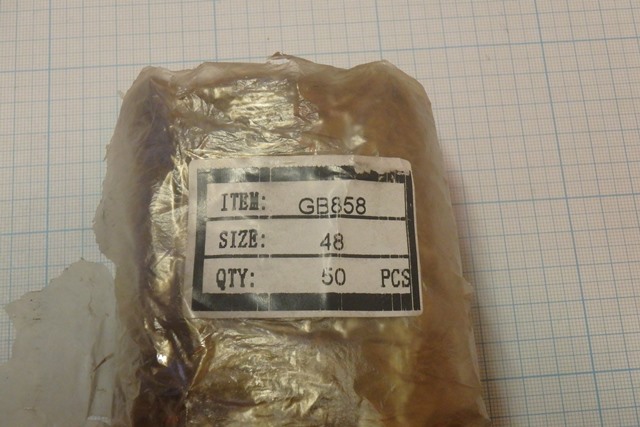 ITEM: GB858
SIZE: 48
QTY: 50 PCS